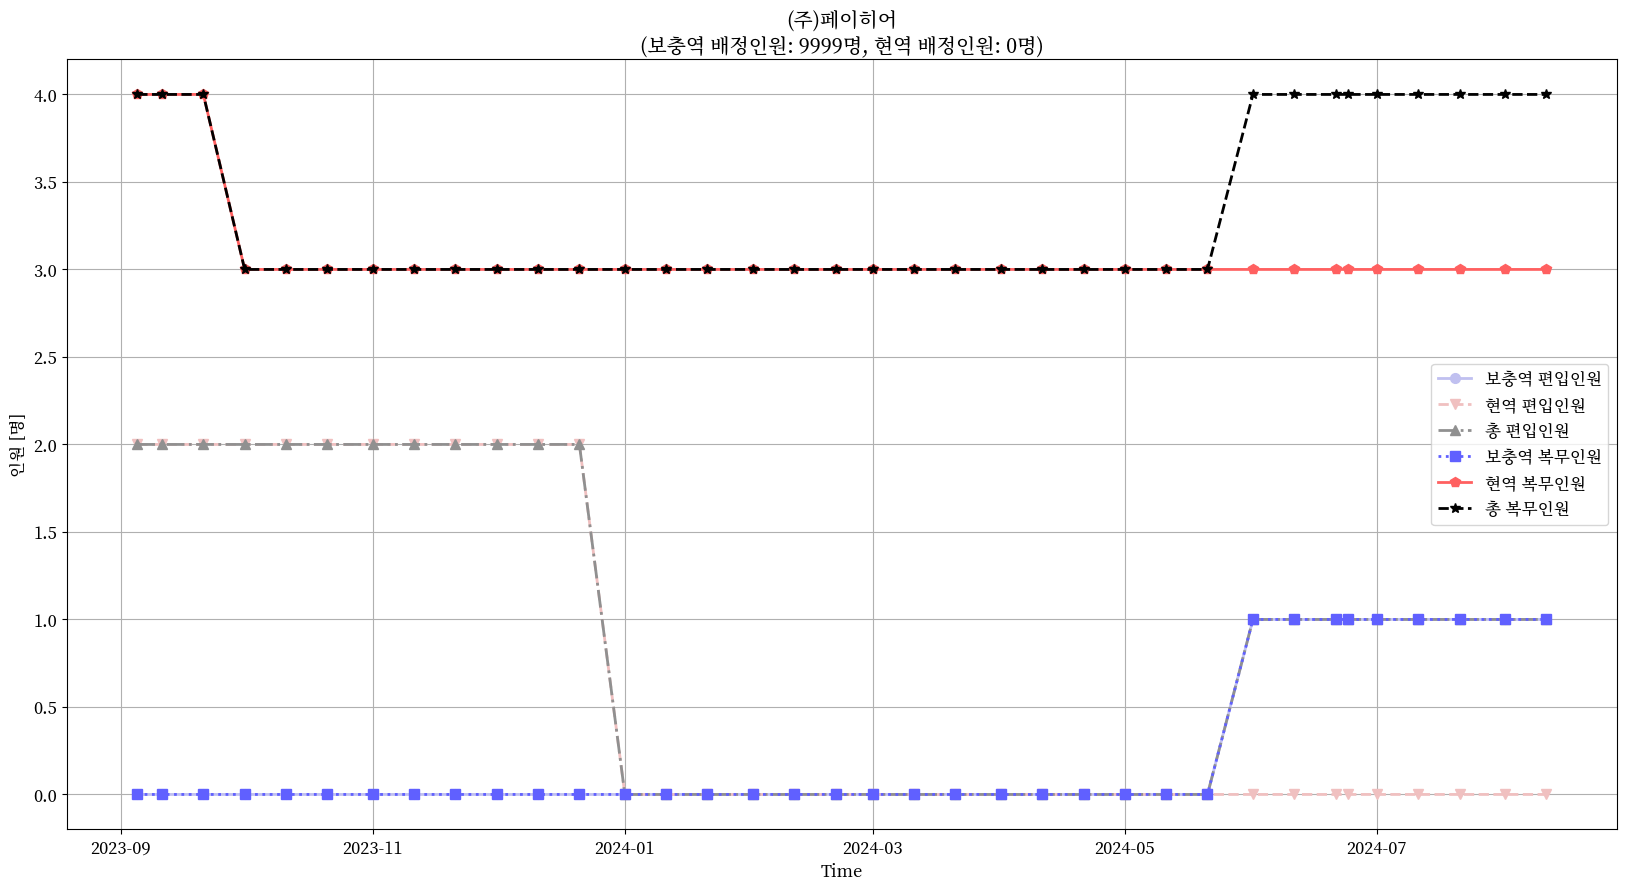 (주)페이히어
(보충역 배정인원: 9999명, 현역 배정인원: 0명)
4.0
3.5
3.0
2.5
2.0
1.5
1.0
0.5
0.0
인원 [명]
보충역 편입인원
현역 편입인원
총 편입인원
보충역 복무인원
현역 복무인원
총 복무인원
2023-09
2023-11
2024-01
2024-03
2024-05
2024-07
Time